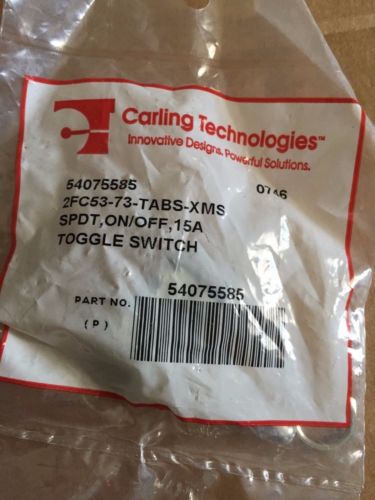 Carling Technologies™
Innovative Designs. Powerful Solutions.
54075585 0746
2FC53-73-TABS-XMS
SPDT,ON/OFF,15A
TOGGLE SWITCH
54075585
PART NO.
(P)